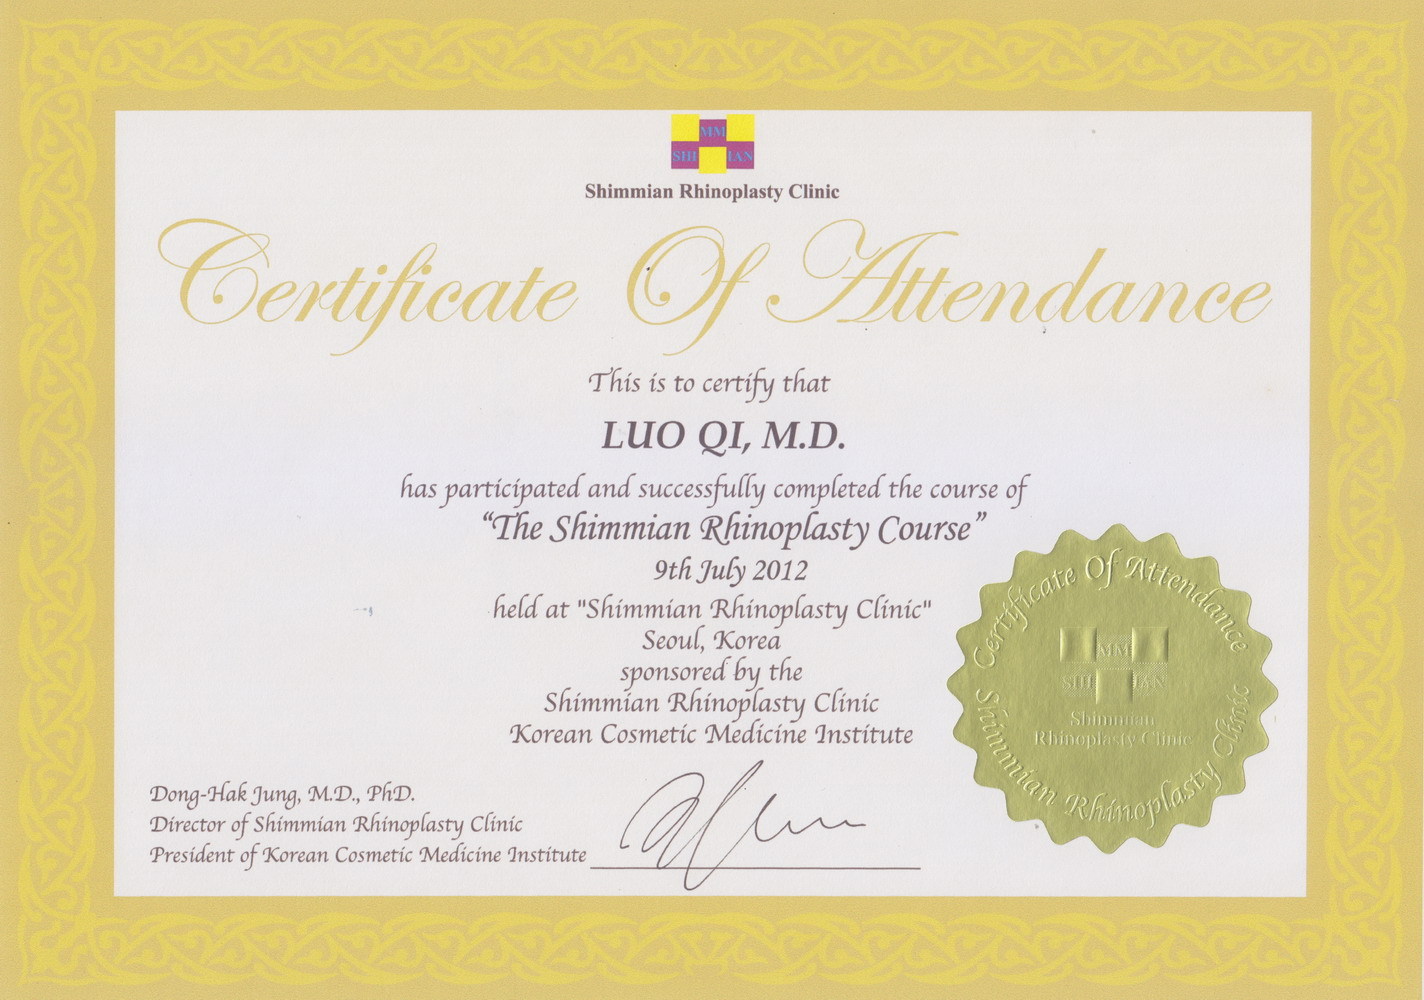 MM
SHI IAN
Shimmian Rhinoplasty Clinic
Certificate Of Attendance
This is to certify that
LUO QI, M.D.
has participated and successfully completed the course of
“The Shimmian Rhinoplasty Course”
9th July 2012
held at "Shimmian Rhinoplasty Clinic"
Seoul, Korea
sponsored by the
Shimmian Rhinoplasty Clinic
Korean Cosmetic Medicine Institute
Dong-Hak Jung, M.D., PhD.
Director of Shimmian Rhinoplasty Clinic
President of Korean Cosmetic Medicine Institute
Certificate Of Attendance
MM
SHI IAN
Shimmian
Rhinoplasty Clinic
Shimmian Rhinoplasty Clinic